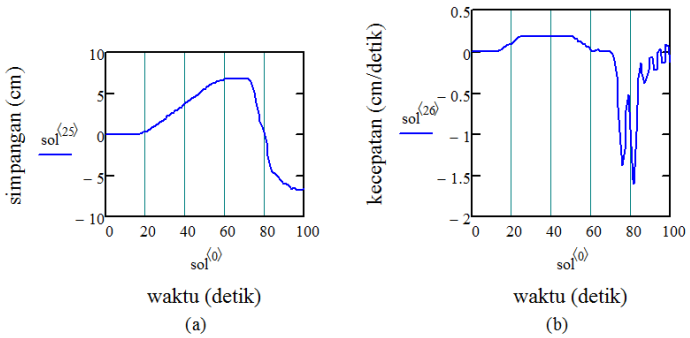 simpangan (cm)
sol⟨25⟩
10
5
0
− 5
− 10
0 20 40 60 80 100
sol⟨0⟩
waktu (detik)
(a)
kecepatan (cm/detik)
sol⟨26⟩
0.5
0
− 0.5
− 1
− 1.5
− 2
0 20 40 60 80 100
sol⟨0⟩
waktu (detik)
(b)